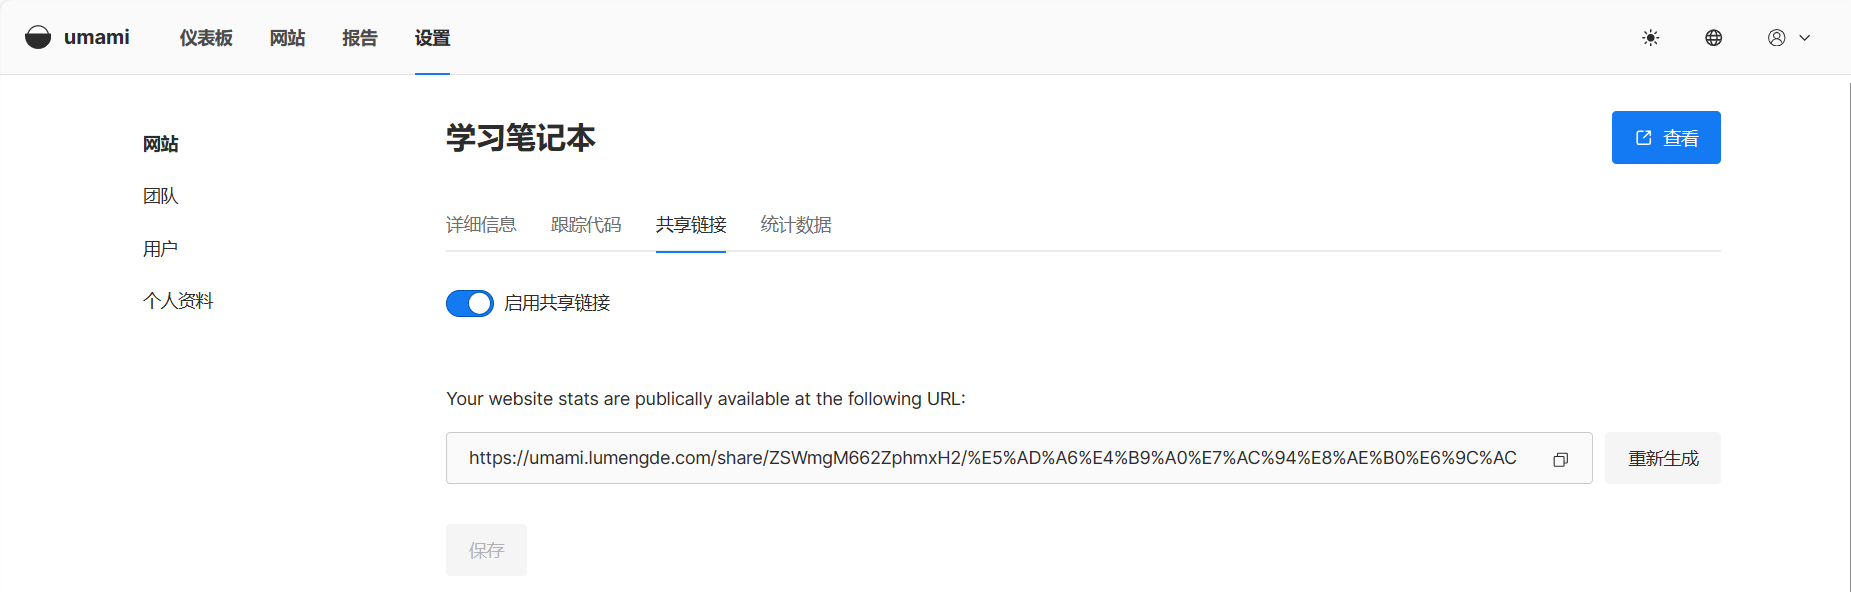 umami 仪表板 网站 报告 设置
网站
团队
用户
个人资料
学习笔记本
查看
详细信息 跟踪代码 共享链接 统计数据
启用共享链接
Your website stats are publically available at the following URL:
https://umami.lumengde.com/share/ZSWmgM662ZphmxH2/%E5%AD%A6%E4%B9%A0%E7%AC%94%E8%AE%B0%E6%9C%AC
重新生成
保存